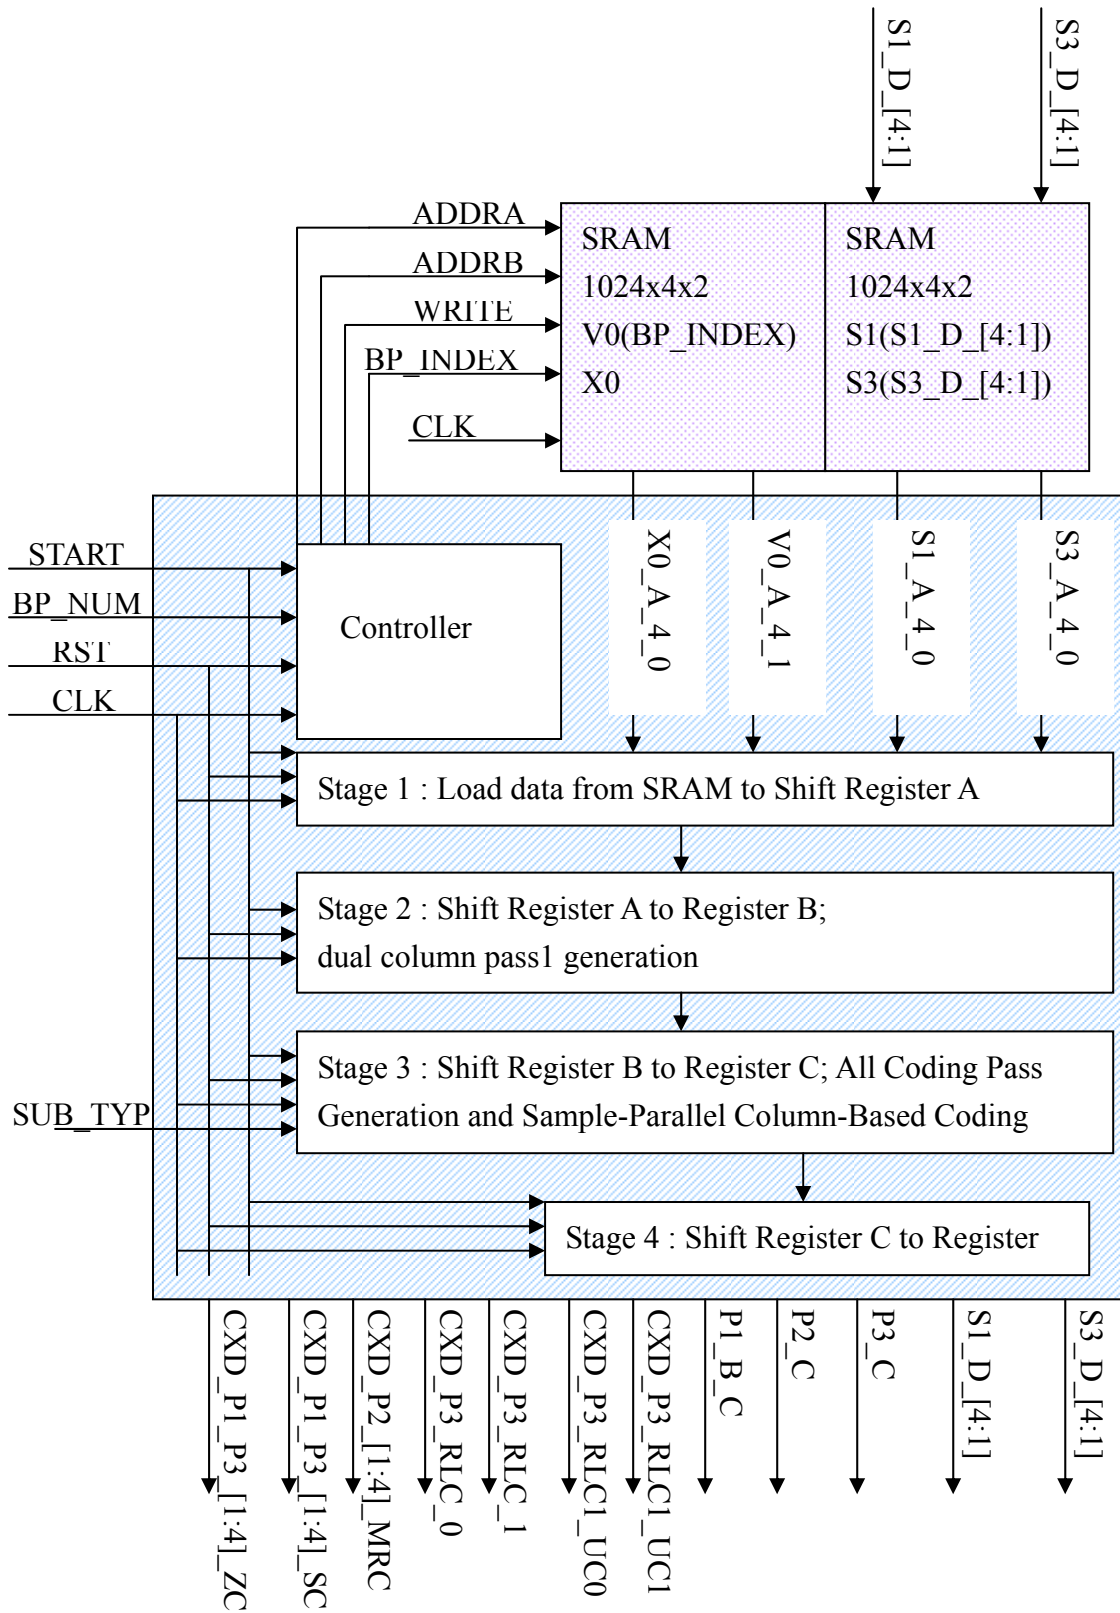 S1_D_[4:1]
S3_D_[4:1]
ADDRA
ADDRB
WRITE
BP_INDEX
CLK
SRAM
1024x4x2
V0(BP_INDEX)
X0
SRAM
1024x4x2
S1(S1_D_[4:1])
S3(S3_D_[4:1])
START
BP_NUM
RST
CLK
Controller
X0_A_4_0
V0_A_4_1
S1_A_4_0
S3_A_4_0
Stage 1 : Load data from SRAM to Shift Register A
Stage 2 : Shift Register A to Register B;
dual column pass1 generation
Stage 3 : Shift Register B to Register C; All Coding Pass
Generation and Sample-Parallel Column-Based Coding
SUB_TYP
Stage 4 : Shift Register C to Register
CXD_P1_P3_[1:4]_ZC
CXD_P1_P3_[1:4]_SC
CXD_P2_[1:4]_MRC
CXD_P3_RLC_0
CXD_P3_RLC_1
CXD_P3_RLC1_UC0
CXD_P3_RLC1_UC1
P1_B_C
P2_C
P3_C
S1_D_[4:1]
S3_D_[4:1]